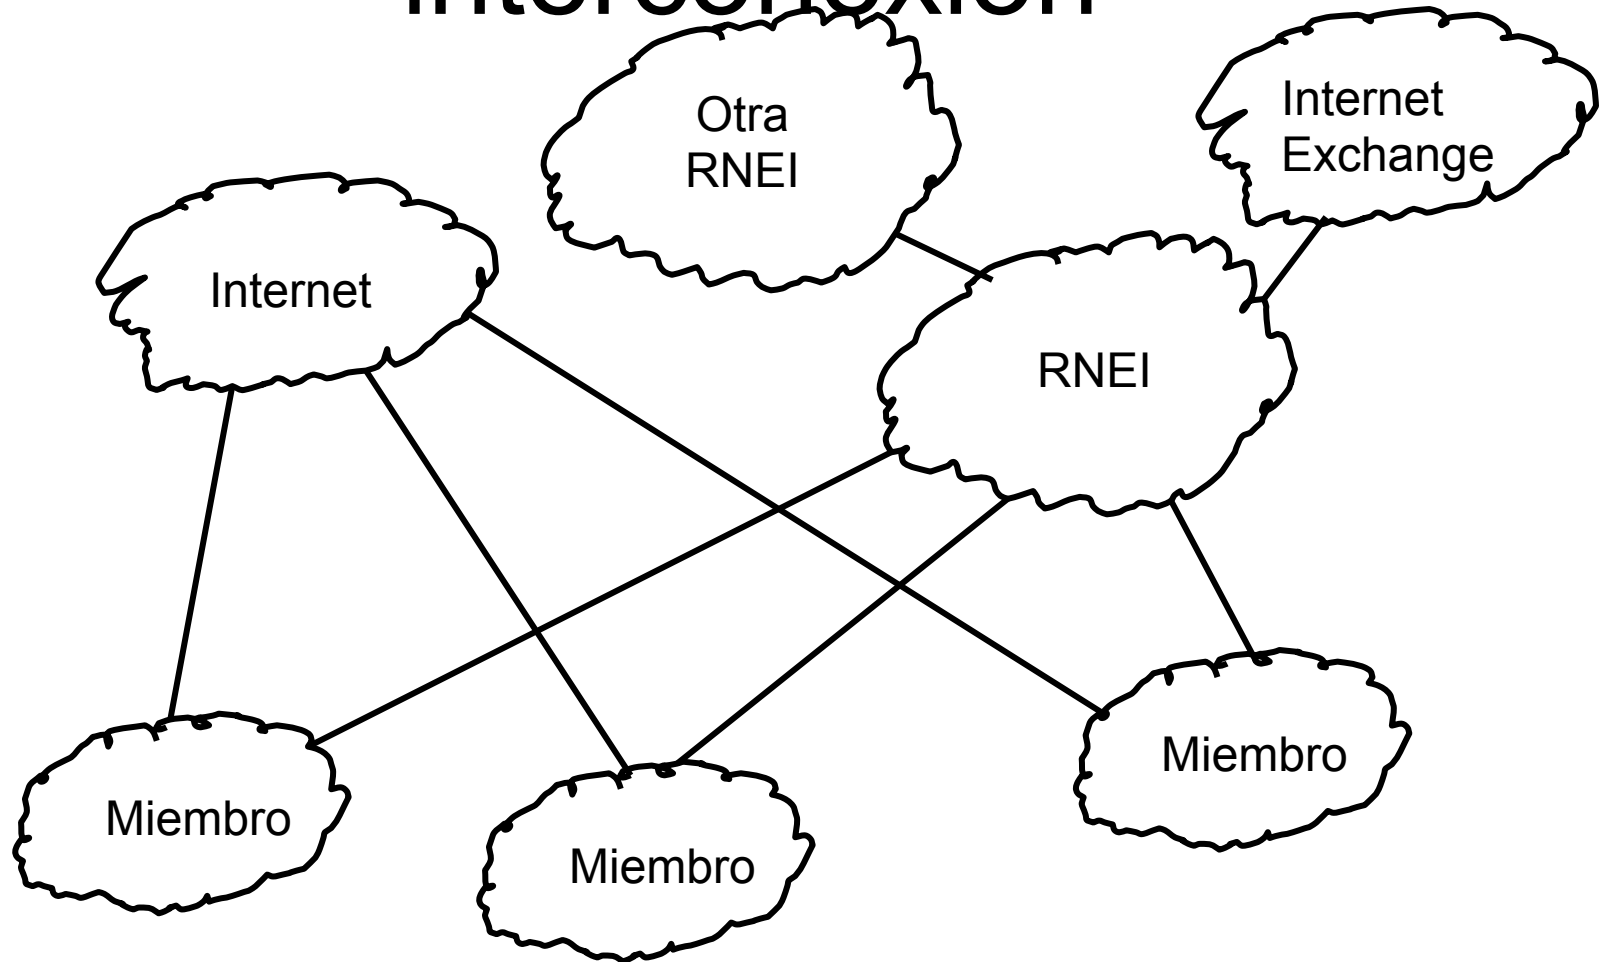 Otra
RNEI
Internet
Exchange
Internet
RNEI
Miembro
Miembro
Miembro